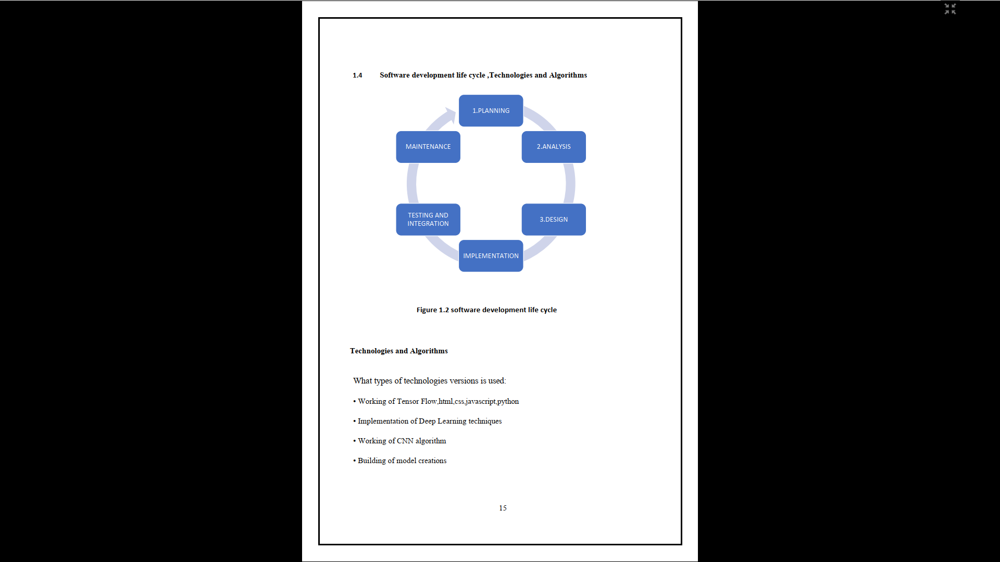 1.4 Software development life cycle ,Technologies and Algorithms
1.PLANNING
2.ANALYSIS
3.DESIGN
IMPLEMENTATION
TESTING AND
INTEGRATION
MAINTENANCE
Figure 1.2 software development life cycle
Technologies and Algorithms
What types of technologies versions is used:
• Working of Tensor Flow,html,css,javascript,python
• Implementation of Deep Learning techniques
• Working of CNN algorithm
• Building of model creations
15